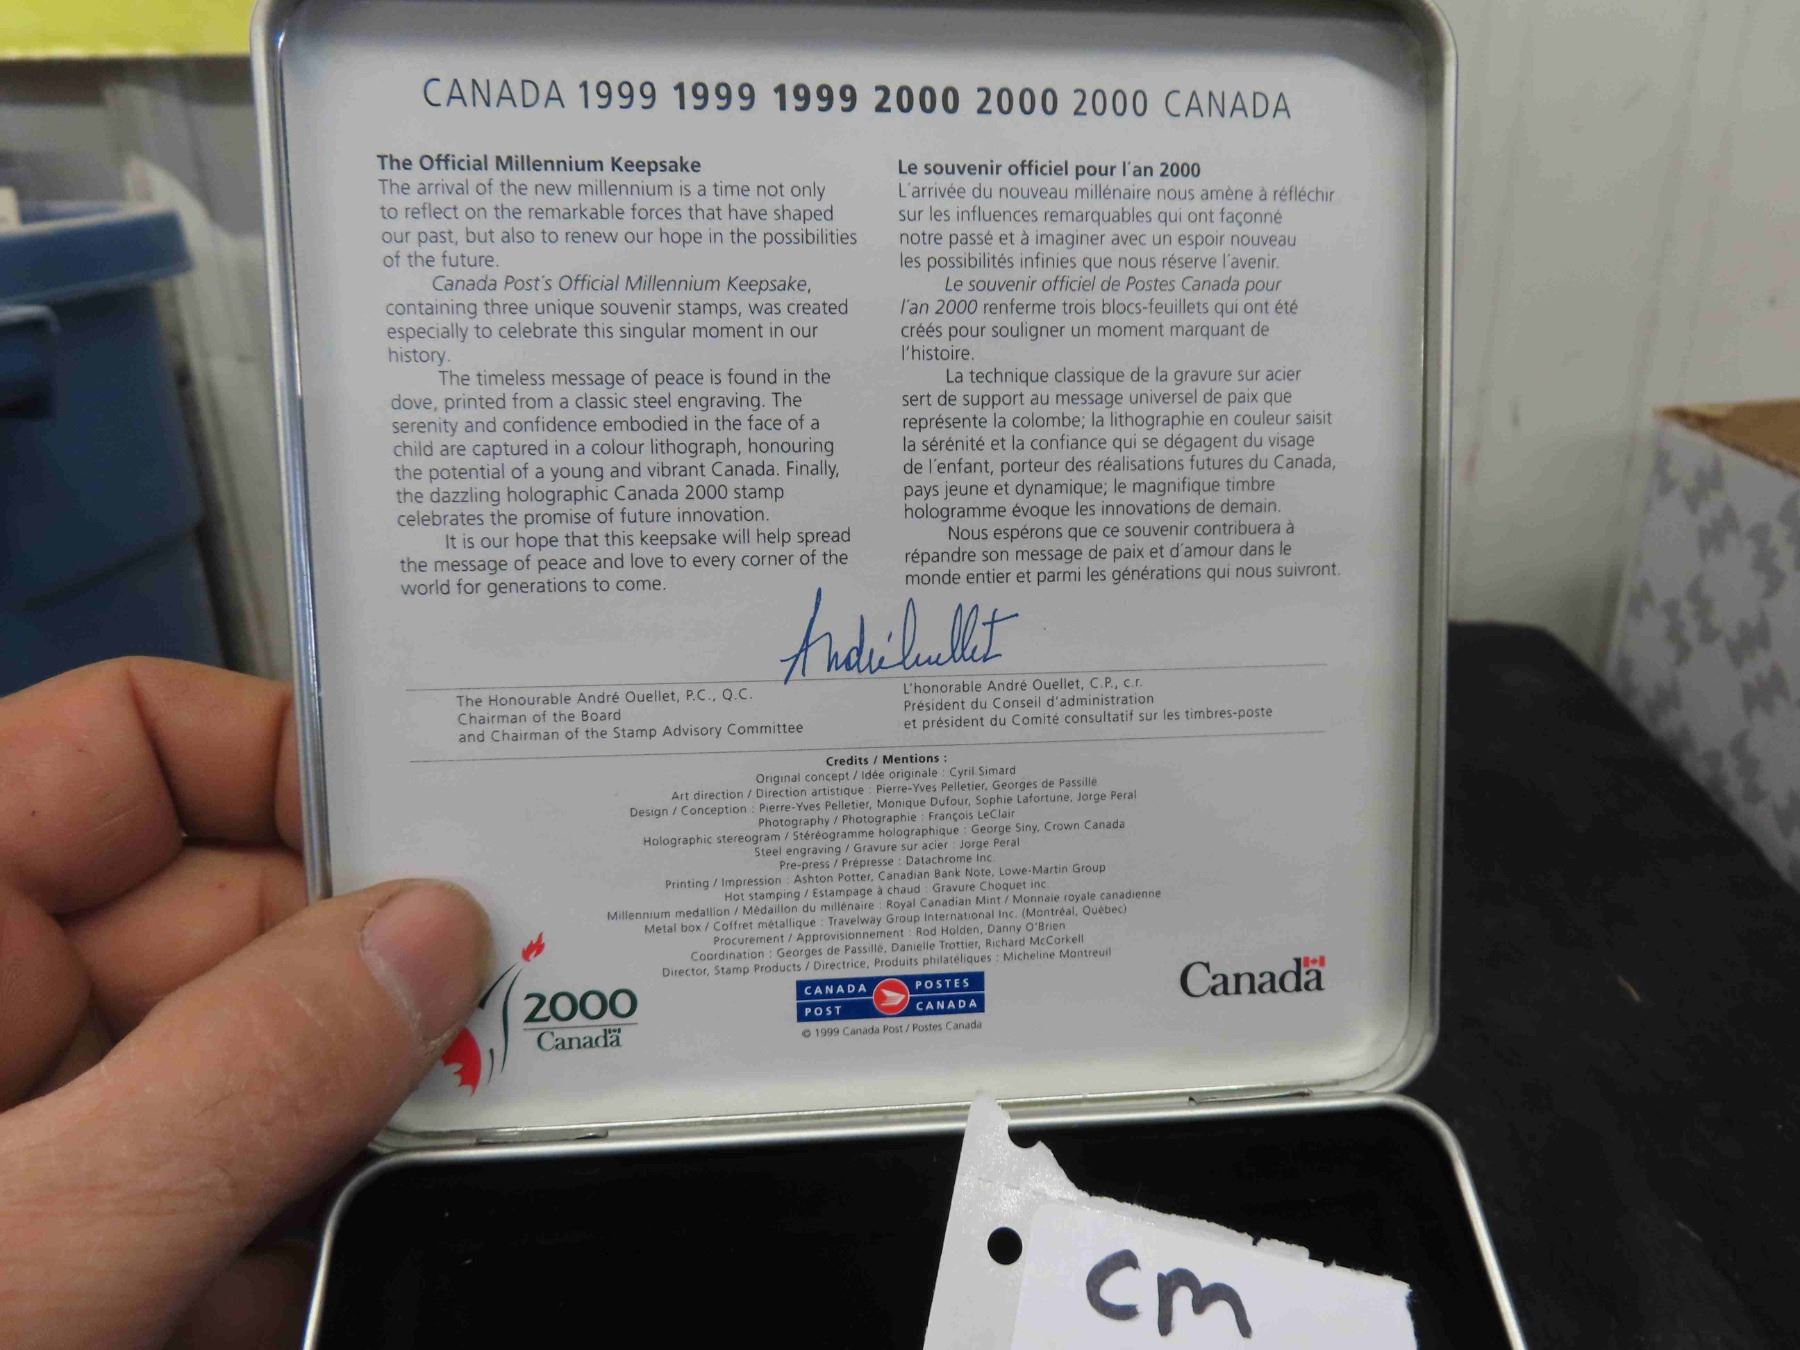 CANADA 1999 1999 1999 2000 2000 2000 CANADA
The Official Millennium Keepsake
The arrival of the new millennium is a time not only
to reflect on the remarkable forces that have shaped
our past, but also to renew our hope in the possibilities
of the future.
Canada Post's Official Millennium Keepsake,
containing three unique souvenir stamps, was created
especially to celebrate this singular moment in our
history.
The timeless message of peace is found in the
dove, printed from a classic steel engraving. The
serenity and confidence embodied in the face of a
child are captured in a colour lithograph, honouring
the potential of a young and vibrant Canada. Finally,
the dazzling holographic Canada 2000 stamp
celebrates the promise of future innovation.
It is our hope that this keepsake will help spread
the message of peace and love to every corner of the
world for generations to come.
Le souvenir officiel pour l'an 2000
L'arrivée du nouveau millénaire nous amène à réfléchir
sur les influences remarquables qui ont façonné
notre passé et à imaginer avec un espoir nouveau
les possibilités infinies que nous réserve l'avenir.
Le souvenir officiel de Postes Canada pour
l'an 2000 renferme trois blocs-feuillets qui ont été
créés pour souligner un moment marquant de
l'histoire.
La technique classique de la gravure sur acier
sert de support au message universel de paix que
représente la colombe; la lithographie en couleur saisit
la sérénité et la confiance qui se dégagent du visage
de l'enfant, porteur des réalisations futures du Canada,
pays jeune et dynamique; le magnifique timbre
hologramme évoque les innovations de demain.
Nous espérons que ce souvenir contribuera à
répandre son message de paix et d'amour dans le
monde entier et parmi les générations qui nous suivront.
André Ouellet
The Honourable André Ouellet, P.C., Q.C.
Chairman of the Board
and Chairman of the Stamp Advisory Committee
L'honorable André Ouellet, C.P., c.r.
Président du Conseil d'administration
et président du Comité consultatif sur les timbres-poste
Credits / Mentions :
Original concept / Idée originale : Cyril Simard
Art direction / Direction artistique : Pierre-Yves Pelletier, Georges de Passillé
Design / Conception : Pierre-Yves Pelletier, Monique Dufour, Sophie Lafortune, Jorge Peral
Photography / Photographie : François LeClair
Holographic stereogram / Stéréogramme holographique : George Siny, Crown Canada
Steel engraving / Gravure sur acier : Jorge Peral
Pre-press / Prépresse : Datachrome Inc.
Printing / Impression : Ashton Potter, Canadian Bank Note, Lowe-Martin Group
Hot stamping / Estampage à chaud : Gravure Choquet inc.
Millennium medallion / Médaillon du millénaire : Royal Canadian Mint / Monnaie royale canadienne
Metal box / Coffret métallique : Travelway Group International Inc. (Montréal, Québec)
Procurement / Approvisionnement : Rod Holden, Danny O'Brien
Coordination : Georges de Passillé, Danielle Trottier, Richard McCorkell
Director, Stamp Products / Directrice, Produits philatéliques : Micheline Montreuil
2000
Canada
CANADA POST
POSTES CANADA
© 1999 Canada Post / Postes Canada
Canada
cm